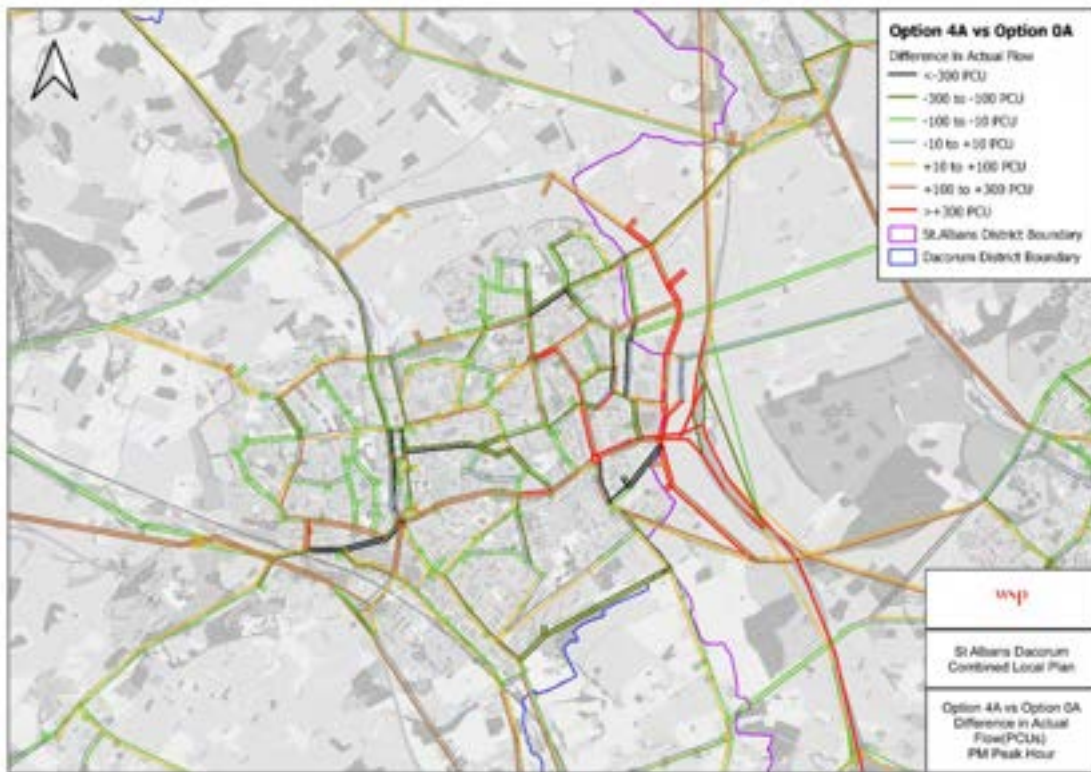 Option 4A vs Option 0A
Difference in Actual Flow
<-300 PCU
-300 to -100 PCU
-100 to -10 PCU
-10 to +10 PCU
+10 to +100 PCU
+100 to +300 PCU
>+300 PCU
St.Albans District Boundary
Dacorum District Boundary
wsp
St Albans Dacorum
Combined Local Plan
Option 4A vs Option 0A
Difference in Actual
Flow(PCUs)
PM Peak Hour